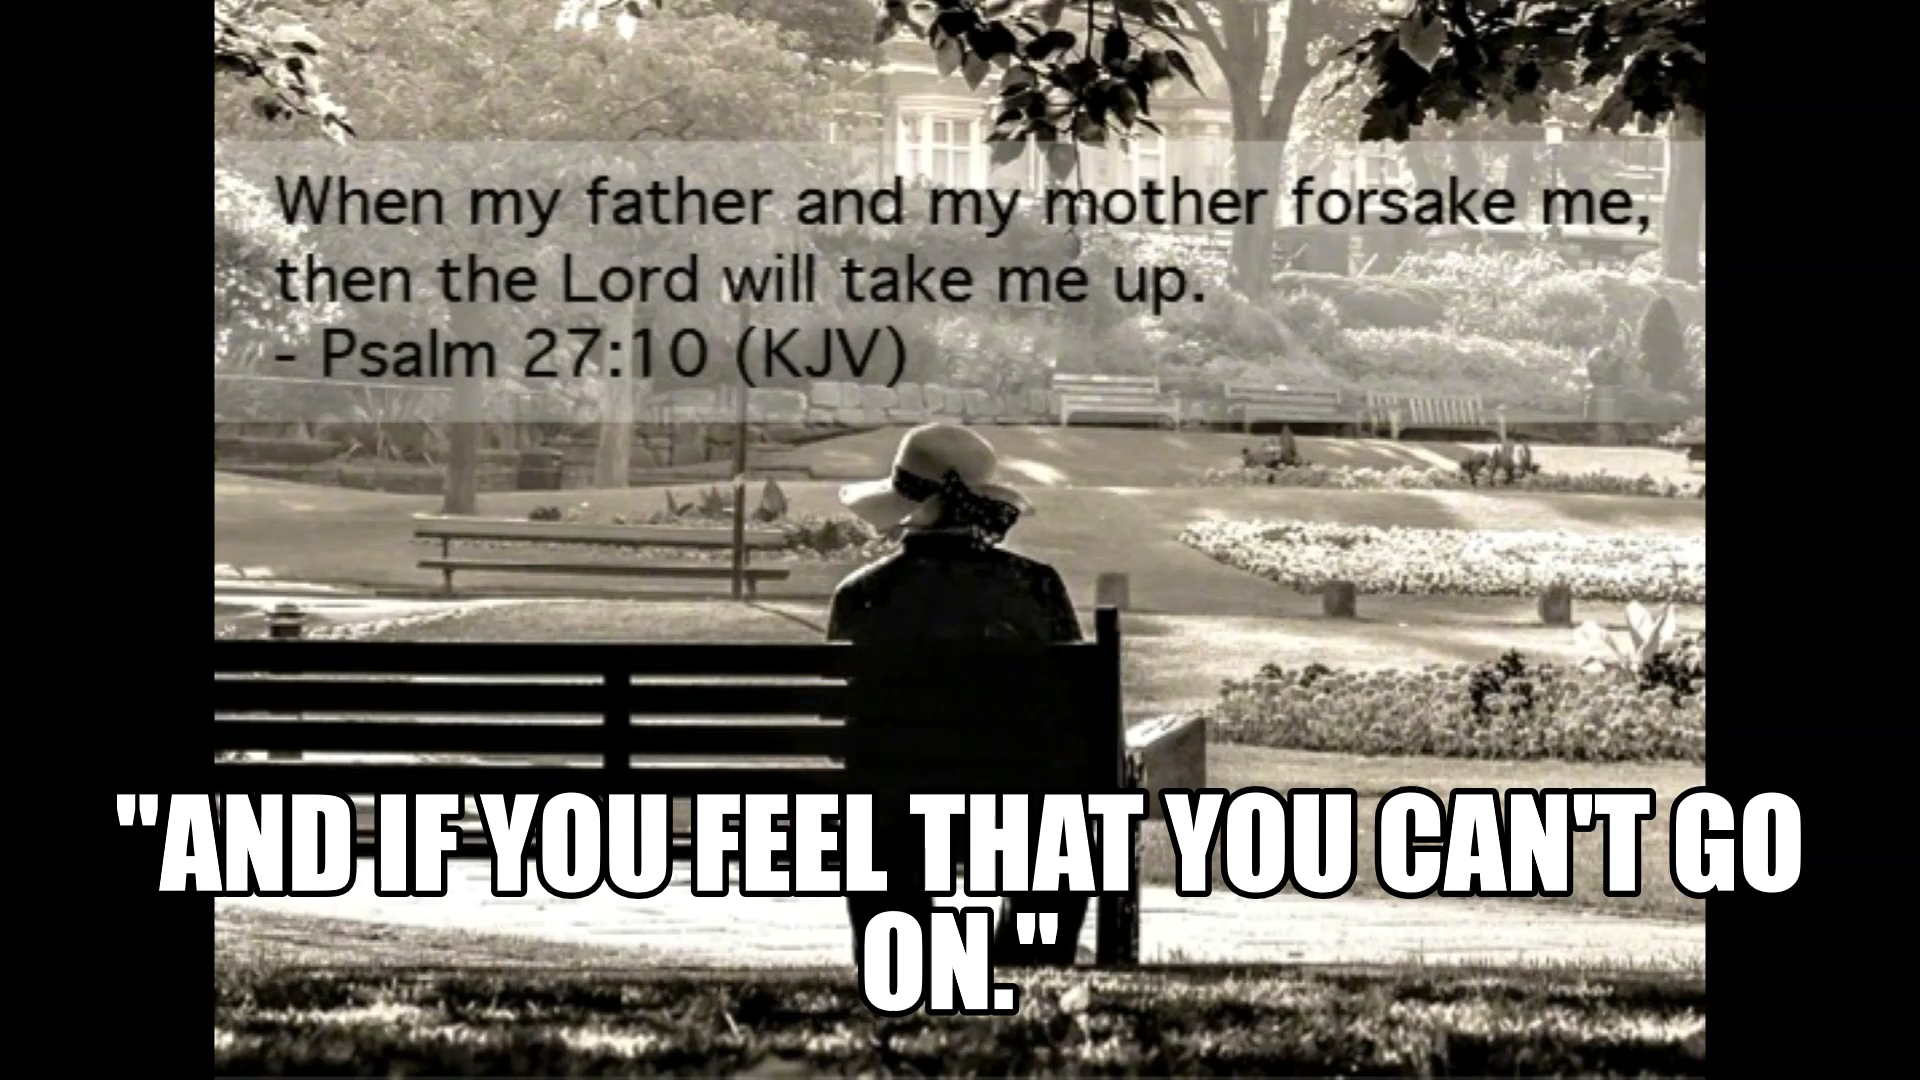 When my father and my mother forsake me,
then the Lord will take me up.
- Psalm 27:10 (KJV)
"AND IF YOU FEEL THAT YOU CAN'T GO
ON."